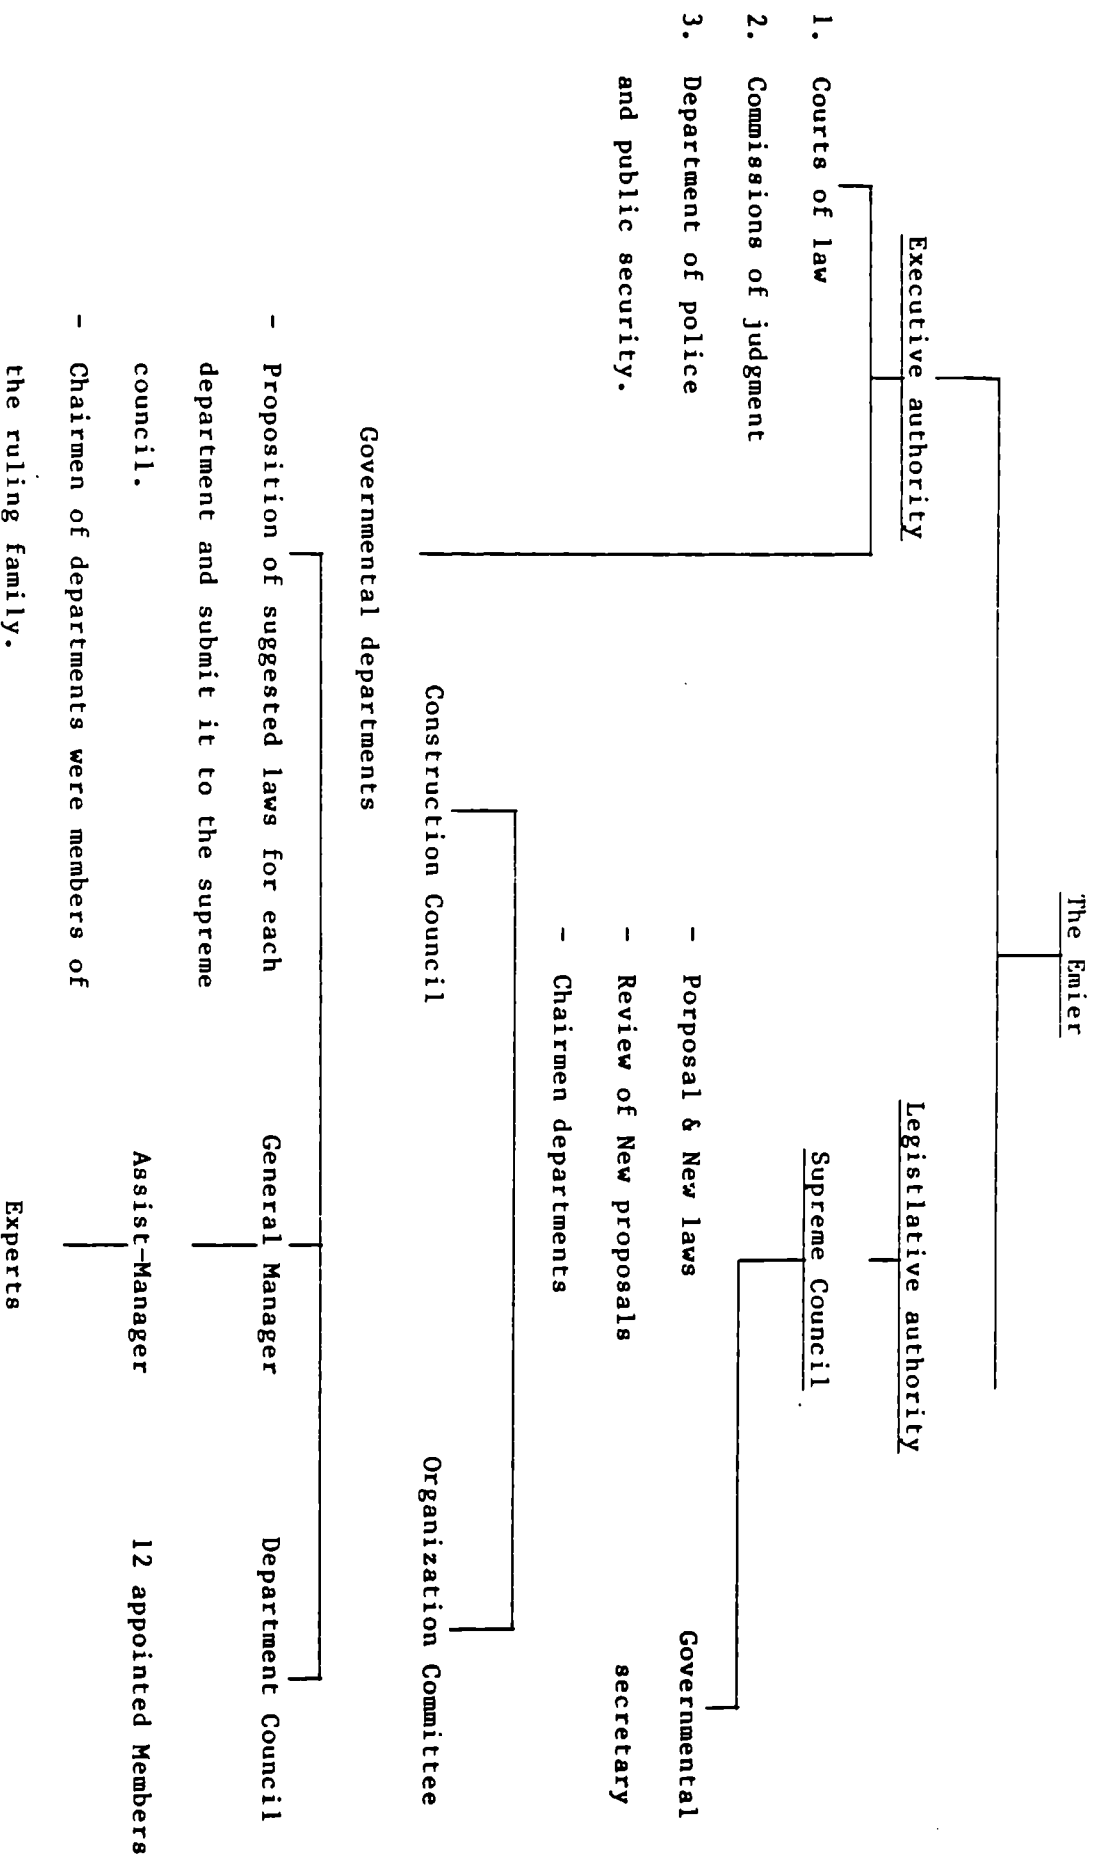 The Emier
Executive authority
Legistlative authority
1. Courts of law
2. Commissions of judgment
3. Department of police
and public security.
Supreme Council
- Porposal & New laws
- Review of New proposals
- Chairmen departments
Governmental
secretary
Construction Council
Organization Committee
Governmental departments
- Proposition of suggested laws for each
department and submit it to the supreme
council.
- Chairmen of departments were members of
the ruling family.
General Manager
Assist-Manager
Experts
Department Council
12 appointed Members